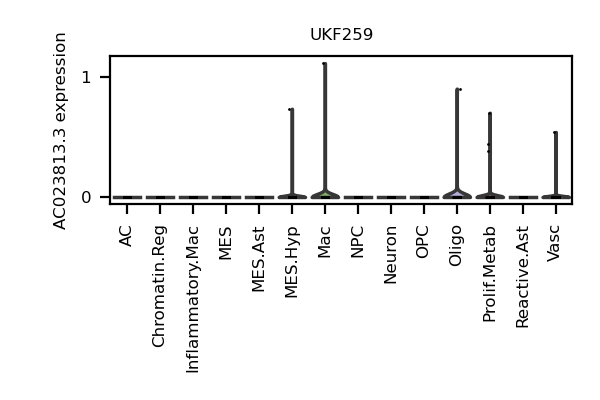 UKF259
AC023813.3 expression
1
0
AC
Chromatin.Reg
Inflammatory.Mac
MES
MES.Ast
MES.Hyp
Mac
NPC
Neuron
OPC
Oligo
Prolif.Metab
Reactive.Ast
Vasc